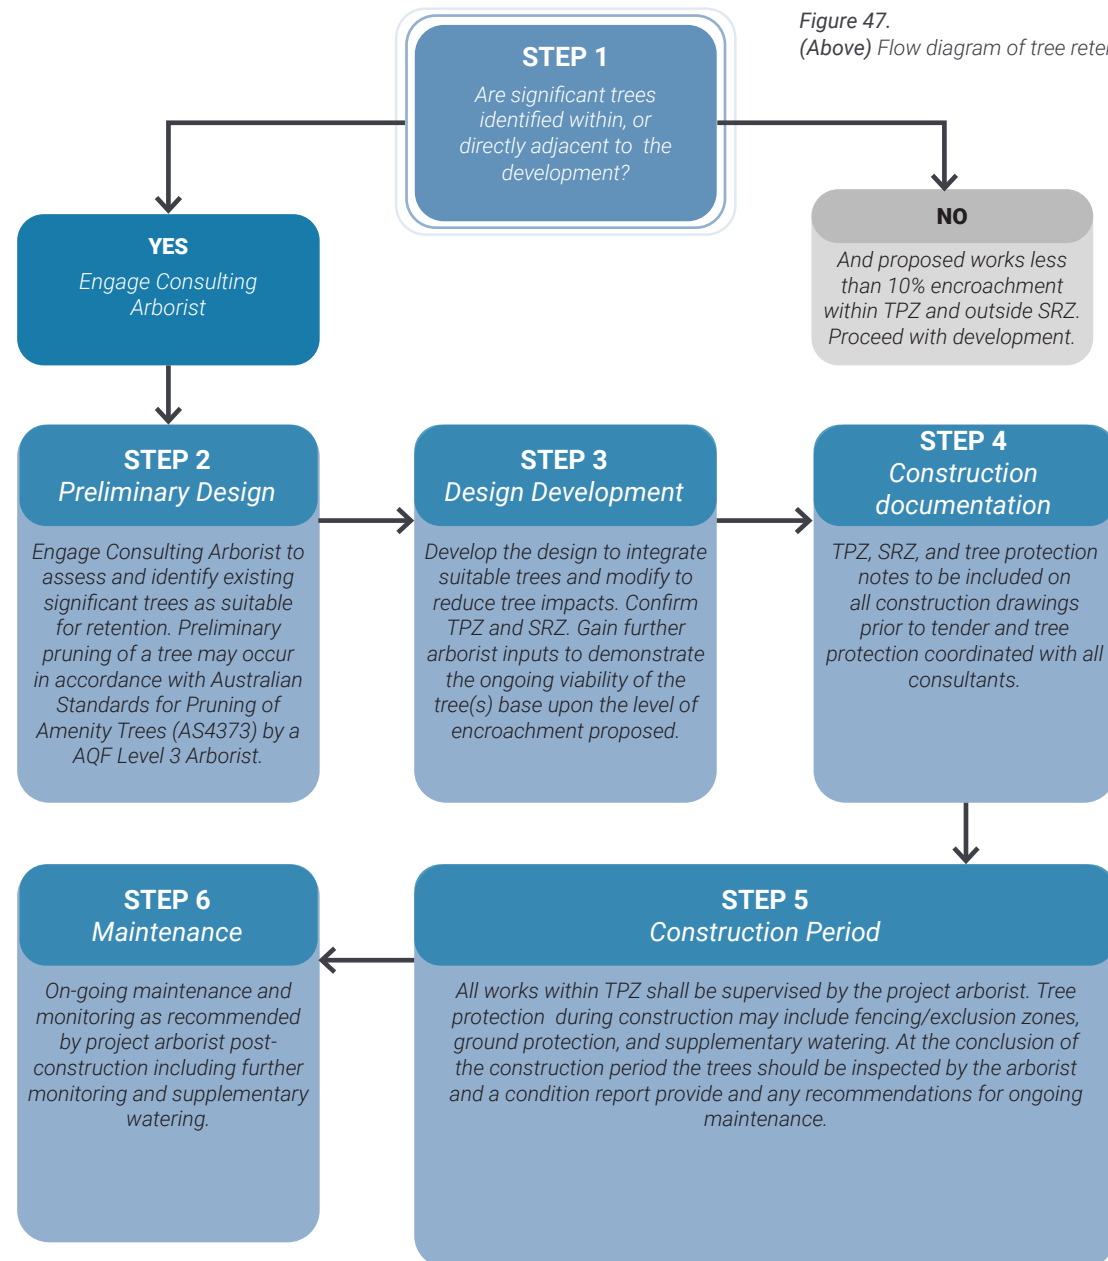 Figure 47.
(Above) Flow diagram of tree
STEP 1
Are significant trees
identified within, or
directly adjacent to the
development?
YES
Engage Consulting
Arborist
NO
And proposed works less
than 10% encroachment
within TPZ and outside SRZ.
Proceed with development.
STEP 2
Preliminary Design
Engage Consulting Arborist to
assess and identify existing
significant trees as suitable
for retention. Preliminary
pruning of a tree may occur
in accordance with Australian
Standards for Pruning of
Amenity Trees (AS4373) by a
AQF Level 3 Arborist.
STEP 3
Design Development
Develop the design to integrate
suitable trees and modify to
reduce tree impacts. Confirm
TPZ and SRZ. Gain further
arborist inputs to demonstrate
the ongoing viability of the
tree(s) base upon the level of
encroachment proposed.
STEP 4
Construction
documentation
TPZ, SRZ, and tree protection
notes to be included on
all construction drawings
prior to tender and tree
protection coordinated with all
consultants.
STEP 5
Construction Period
All works within TPZ shall be supervised by the project arborist. Tree
protection during construction may include fencing/exclusion zones,
ground protection, and supplementary watering. At the conclusion of
the construction period the trees should be inspected by the arborist
and a condition report provide and any recommendations for ongoing
maintenance.
STEP 6
Maintenance
On-going maintenance and
monitoring as recommended
by project arborist post-
construction including further
monitoring and supplementary
watering.